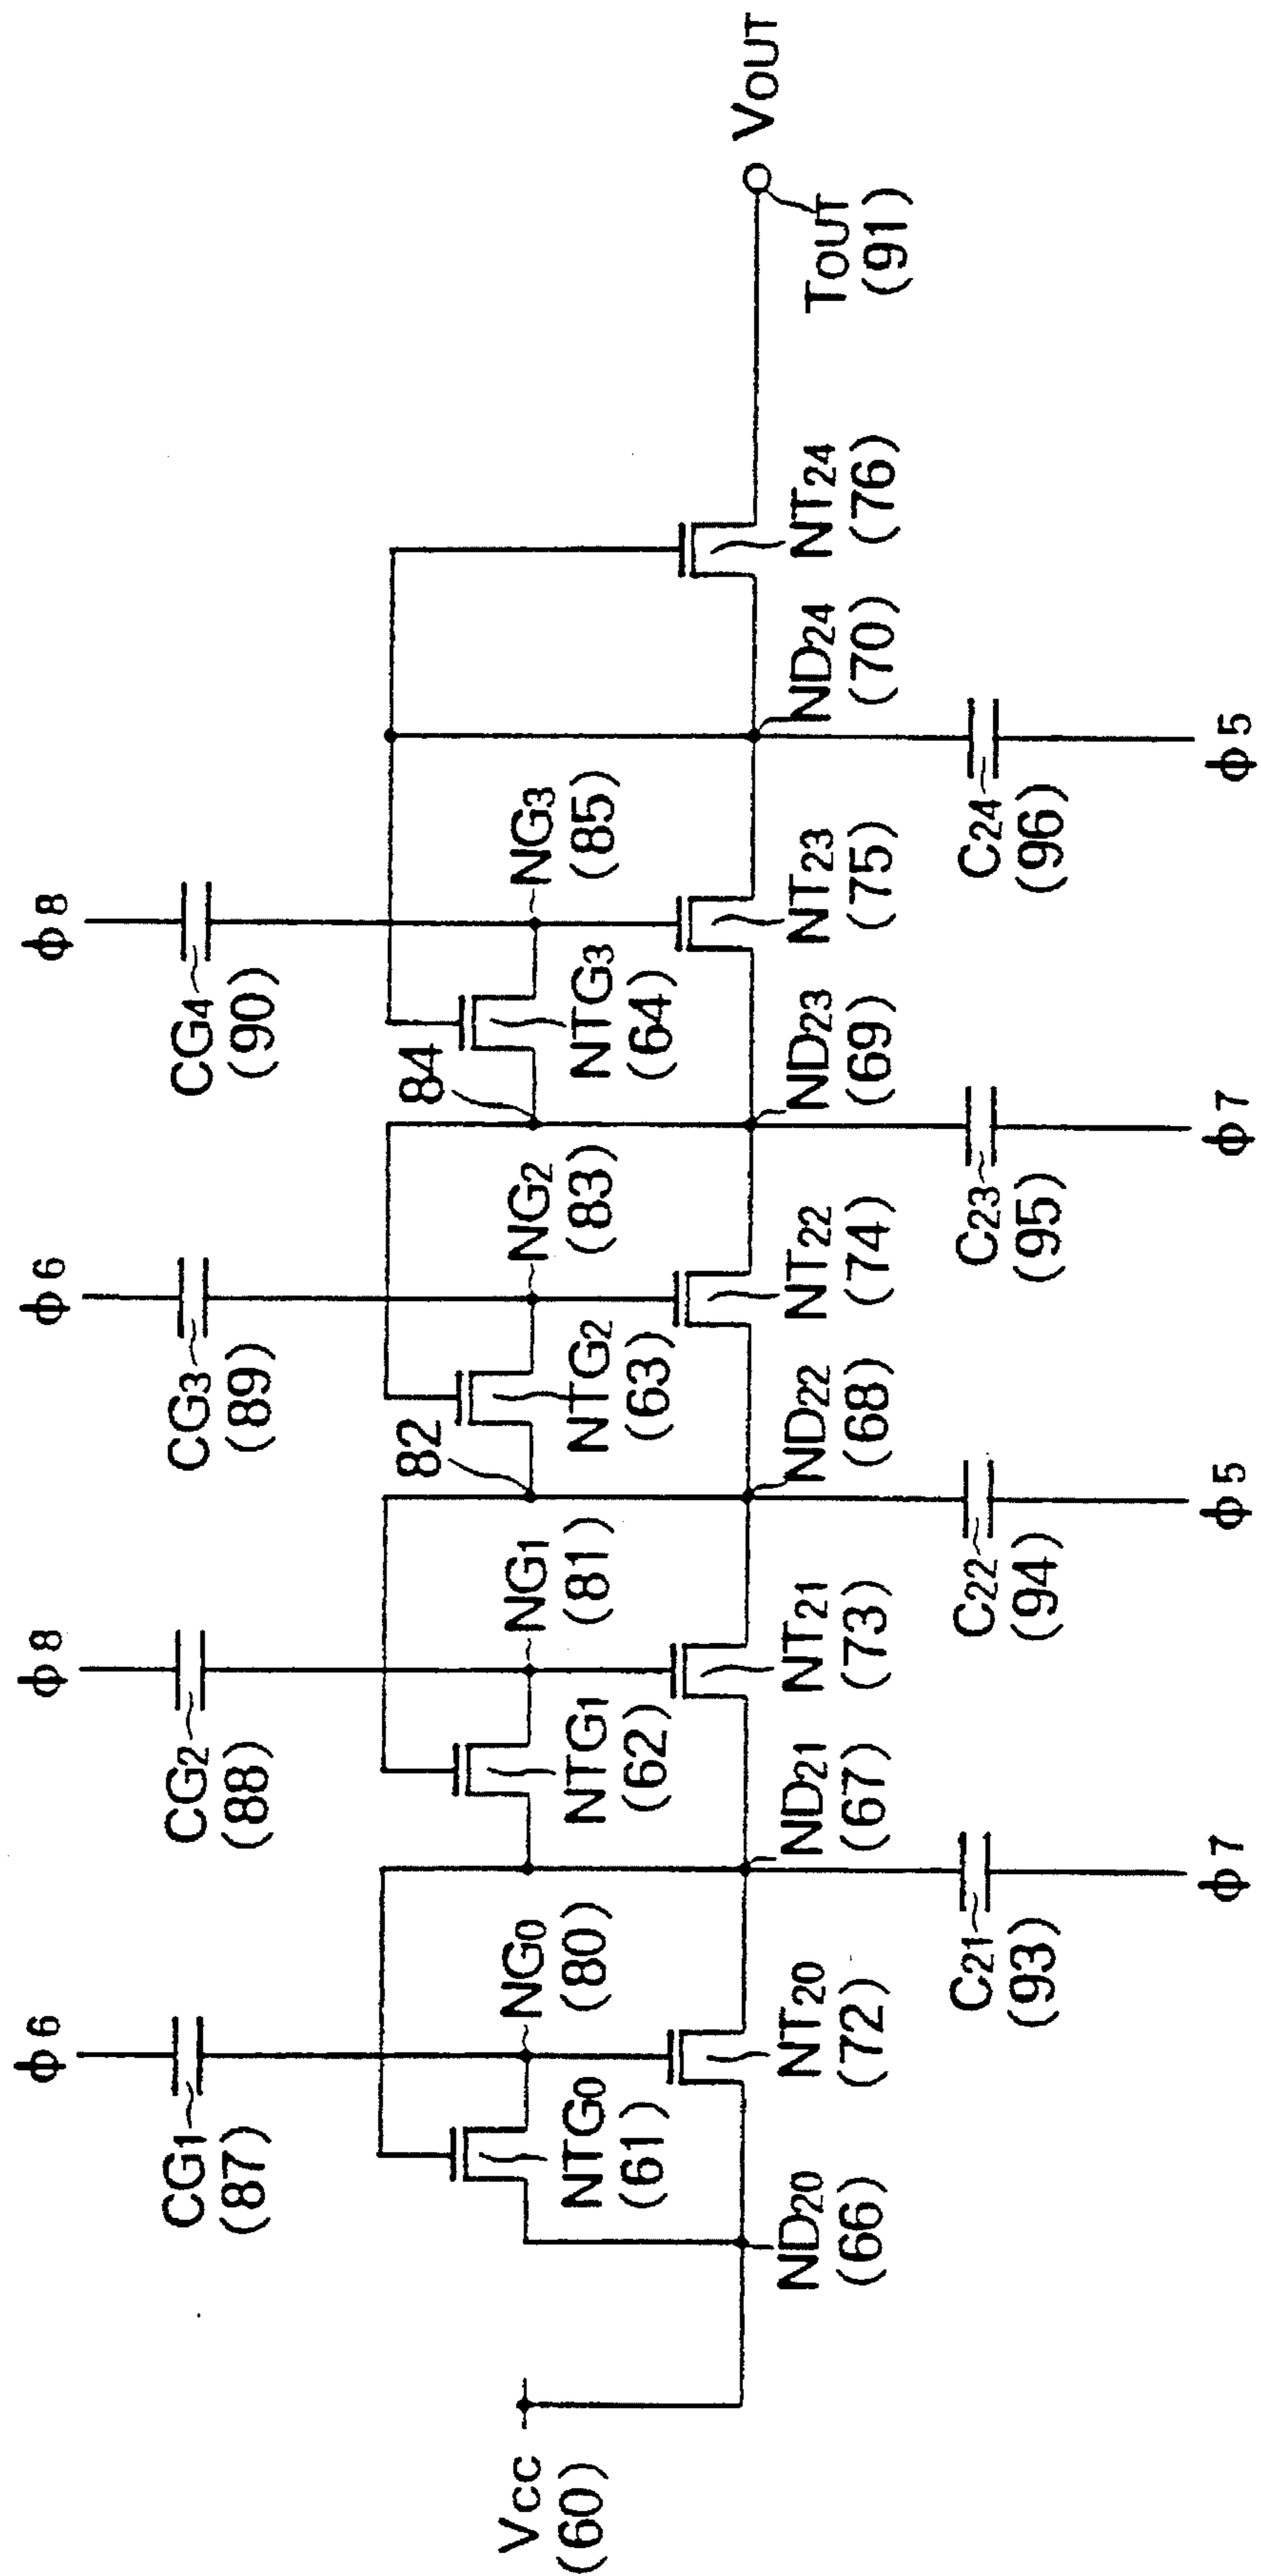 φ6
φ8
φ6
φ8
CG1
(87)
CG2
(88)
CG3
(89)
CG4
(90)
82
84
Vcc
(60)
NTG0
(61)
NG0
(80)
NTG1
(62)
NG1
(81)
NTG2
(63)
NG2
(83)
NTG3
(64)
NG3
(85)
VOUT
ND20
(66)
NT20
(72)
ND21
(67)
NT21
(73)
ND22
(68)
NT22
(74)
ND23
(69)
NT23
(75)
ND24
(70)
NT24
(76)
TOUT
(91)
C21
(93)
C22
(94)
C23
(95)
C24
(96)
φ7
φ5
φ7
φ5